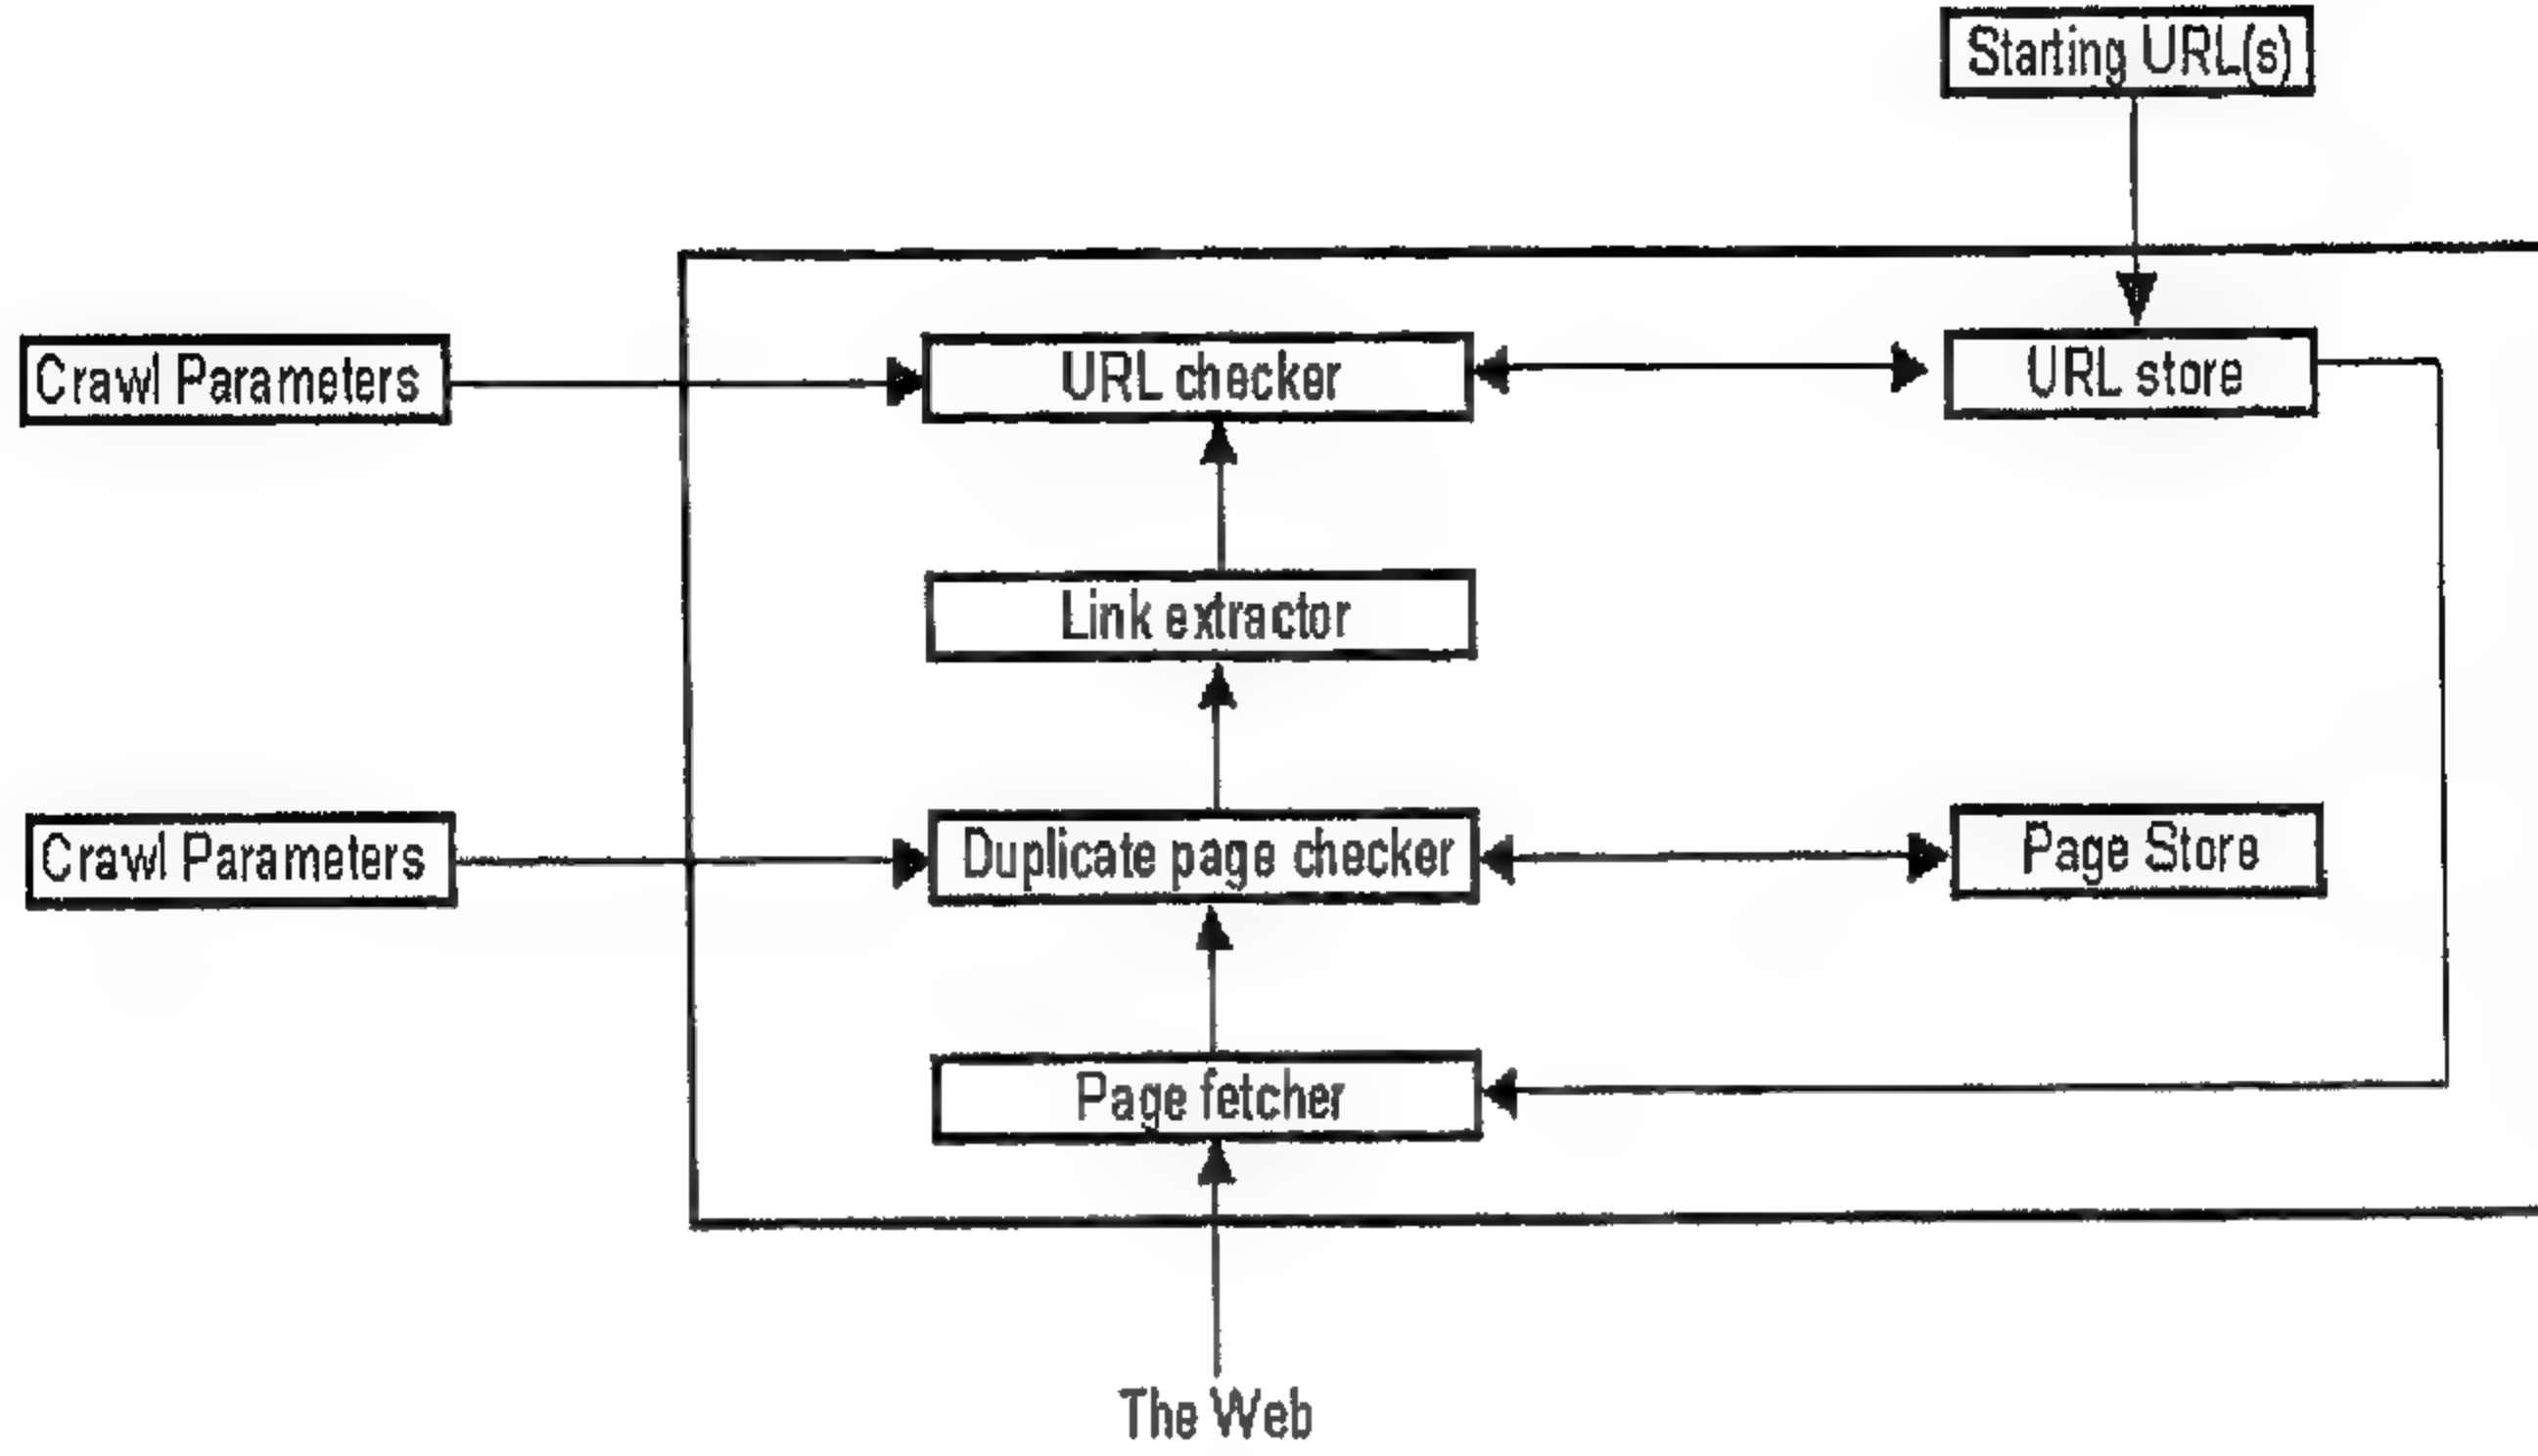 Starting URL(s)
Crawl Parameters
URL checker
URL store
Link extractor
Crawl Parameters
Duplicate page checker
Page Store
Page fetcher
The Web